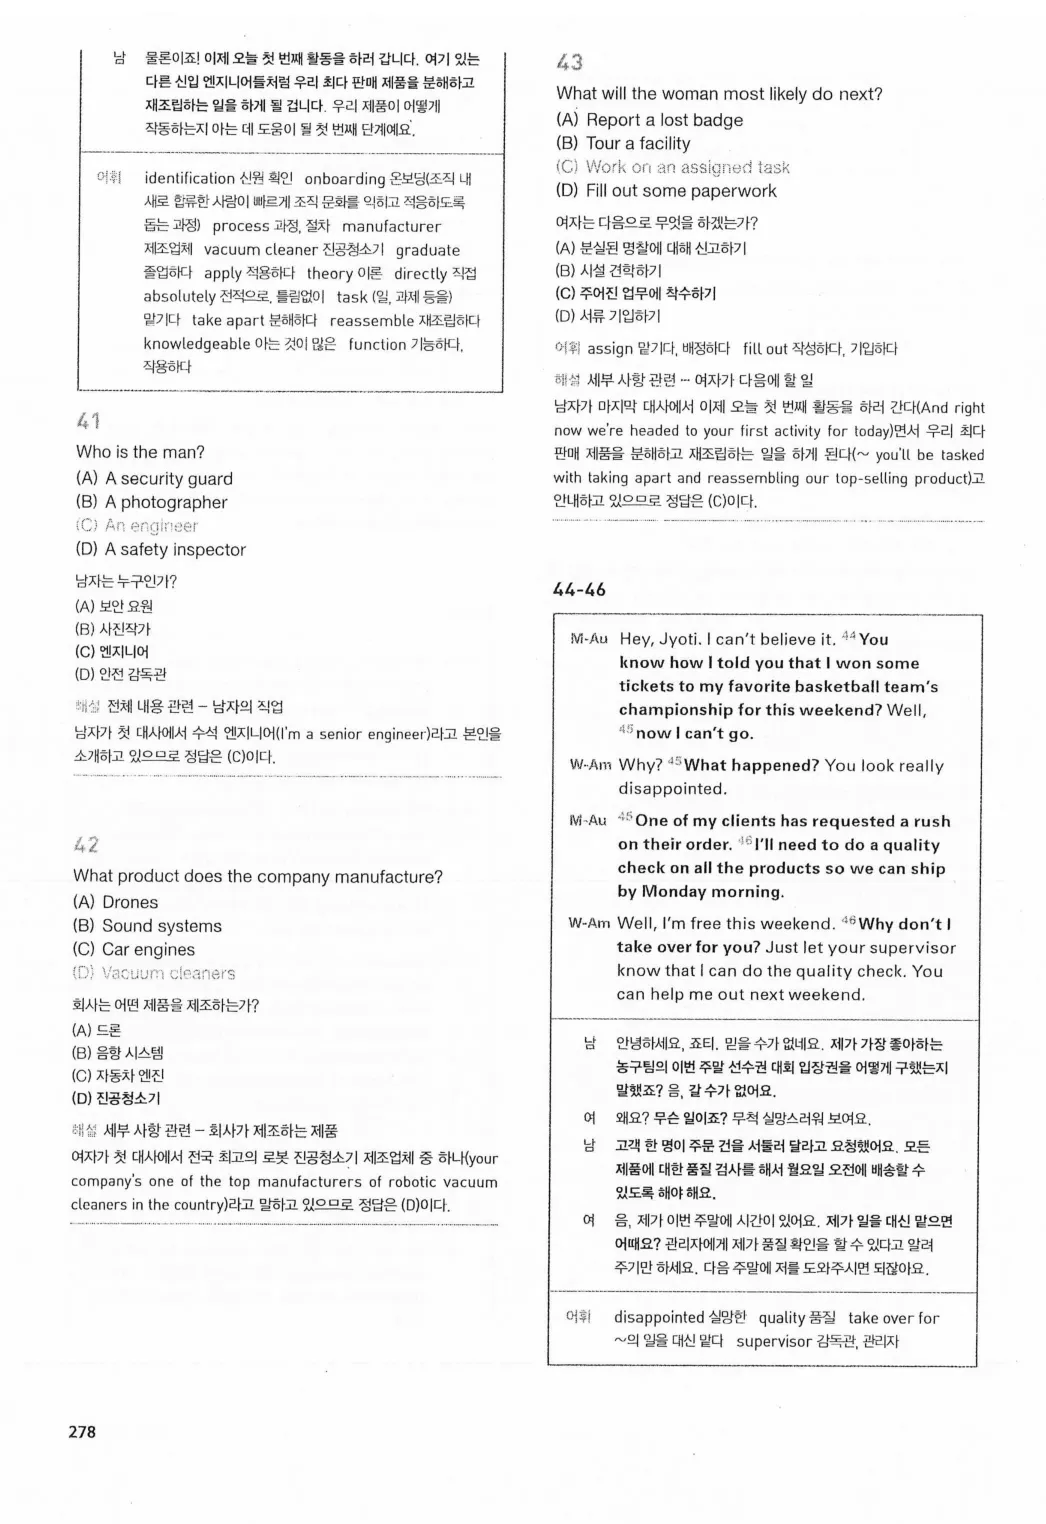 남 물론이죠! 이제 오늘 첫 번째 활동을 하러 갑니다. 여기 있는
다른 신입 엔지니어들처럼 우리 최다 판매 제품을 분해하고
재조립하는 일을 하게 될 겁니다. 우리 제품이 어떻게
작동하는지 아는 데 도움이 될 첫 번째 단계예요.
어휘 identification 신원 확인 onboarding 온보딩(조직 내
새로 합류한 사람이 빠르게 조직 문화를 익히고 적응하도록
돕는 과정) process 과정, 절차 manufacturer
제조업체 vacuum cleaner 진공청소기 graduate
졸업하다 apply 적용하다 theory 이론 directly 직접
absolutely 전적으로, 틀림없이 task (일, 과제 등을)
맡기다 take apart 분해하다 reassemble 재조립하다
knowledgeable 아는 것이 많은 function 기능하다,
작용하다
41
Who is the man?
(A) A security guard
(B) A photographer
(C) An engineer
(D) A safety inspector
남자는 누구인가?
(A) 보안 요원
(B) 사진작가
(C) 엔지니어
(D) 안전 감독관
해설 전체 내용 관련 – 남자의 직업
남자가 첫 대사에서 수석 엔지니어(I'm a senior engineer)라고 본인을
소개하고 있으므로 정답은 (C)이다.
42
What product does the company manufacture?
(A) Drones
(B) Sound systems
(C) Car engines
(D) Vacuum cleaners
회사는 어떤 제품을 제조하는가?
(A) 드론
(B) 음향 시스템
(C) 자동차 엔진
(D) 진공청소기
해설 세부 사항 관련 – 회사가 제조하는 제품
여자가 첫 대사에서 전국 최고의 로봇 진공청소기 제조업체 중 하나(your
company's one of the top manufacturers of robotic vacuum
cleaners in the country)라고 말하고 있으므로 정답은 (D)이다.
43
What will the woman most likely do next?
(A) Report a lost badge
(B) Tour a facility
(C) Work on an assigned task
(D) Fill out some paperwork
여자는 다음으로 무엇을 하겠는가?
(A) 분실된 명찰에 대해 신고하기
(B) 시설 견학하기
(C) 주어진 업무에 착수하기
(D) 서류 기입하기
어휘 assign 맡기다, 배정하다 fill out 작성하다, 기입하다
해설 세부 사항 관련 – 여자가 다음에 할 일
남자가 마지막 대사에서 이제 오늘 첫 번째 활동을 하러 간다(And right
now we're headed to your first activity for today)면서 우리 최다
판매 제품을 분해하고 재조립하는 일을 하게 된다(~ you'll be tasked
with taking apart and reassembling our top-selling product)고
안내하고 있으므로 정답은 (C)이다.
44-46
M-Au Hey, Jyoti. I can't believe it. 44 You
know how I told you that I won some
tickets to my favorite basketball team's
championship for this weekend? Well,
45 now I can't go.
W-Am Why? 45 What happened? You look really
disappointed.
M-Au 45 One of my clients has requested a rush
on their order. 46 I'll need to do a quality
check on all the products so we can ship
by Monday morning.
W-Am Well, I'm free this weekend. 46 Why don't I
take over for you? Just let your supervisor
know that I can do the quality check. You
can help me out next weekend.
남 안녕하세요, 죠티. 믿을 수가 없네요. 제가 가장 좋아하는
농구팀의 이번 주말 선수권 대회 입장권을 어떻게 구했는지
말했죠? 음, 갈 수가 없어요.
여 왜요? 무슨 일이죠? 무척 실망스러워 보여요.
남 고객 한 명이 주문 건을 서둘러 달라고 요청했어요. 모든
제품에 대한 품질 검사를 해서 월요일 오전에 배송할 수
있도록 해야 해요.
여 음, 제가 이번 주말에 시간이 있어요. 제가 일을 대신 맡으면
어때요? 관리자에게 제가 품질 확인을 할 수 있다고 알려
주기만 하세요. 다음 주말에 저를 도와주시면 되잖아요.
어휘 disappointed 실망한 quality 품질 take over for
~의 일을 대신 맡다 supervisor 감독관, 관리자
278